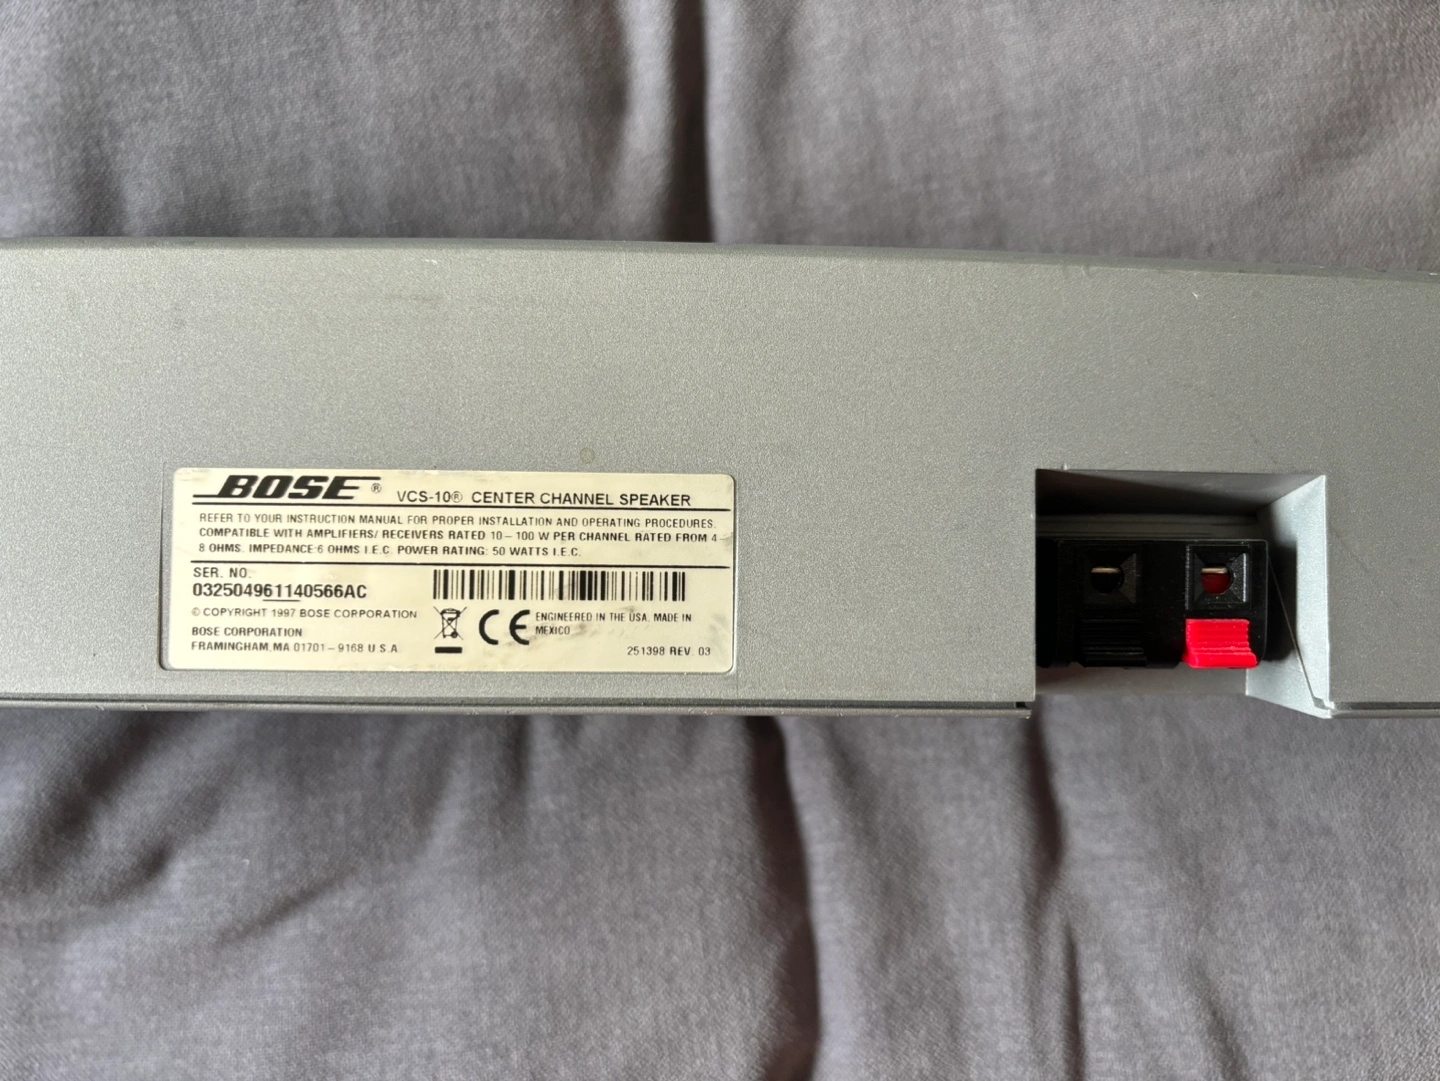 BOSE ® VCS-10® CENTER CHANNEL SPEAKER
REFER TO YOUR INSTRUCTION MANUAL FOR PROPER INSTALLATION AND OPERATING PROCEDURES.
COMPATIBLE WITH AMPLIFIERS/ RECEIVERS RATED 10 – 100 W PER CHANNEL RATED FROM 4 -
8 OHMS. IMPEDANCE:6 OHMS I.E.C. POWER RATING: 50 WATTS I.E.C.
SER. NO.
032504961140566AC
© COPYRIGHT 1997 BOSE CORPORATION
BOSE CORPORATION
FRAMINGHAM, MA 01701 – 9168 U.S.A.
CE
ENGINEERED IN THE USA. MADE IN
MEXICO
251398 REV. 03